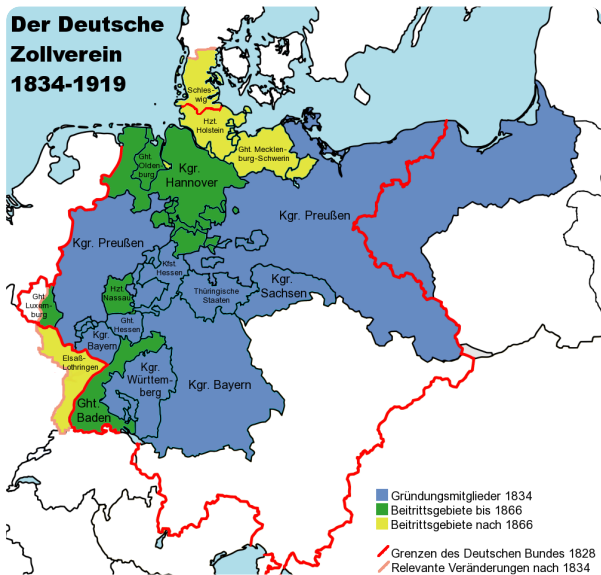 Der Deutsche
Zollverein
1834-1919
Schles-
wig
Hzt.
Holstein
Ght. Mecklen-
burg-Schwerin
Ght.
Olden-
burg
Kgr.
Hannover
Kgr. Preußen
Kgr. Preußen
Kfst.
Hessen
Hzt.
Nassau
Thüringische
Staaten
Kgr.
Sachsen
Ght.
Luxem-
burg
Ght.
Hessen
Kgr.
Bayern
Elsaß-
Lothringen
Kgr.
Württem-
berg
Kgr. Bayern
Ght.
Baden
Gründungsmitglieder 1834
Beitrittsgebiete bis 1866
Beitrittsgebiete nach 1866
Grenzen des Deutschen Bundes 1828
Relevante Veränderungen nach 1834